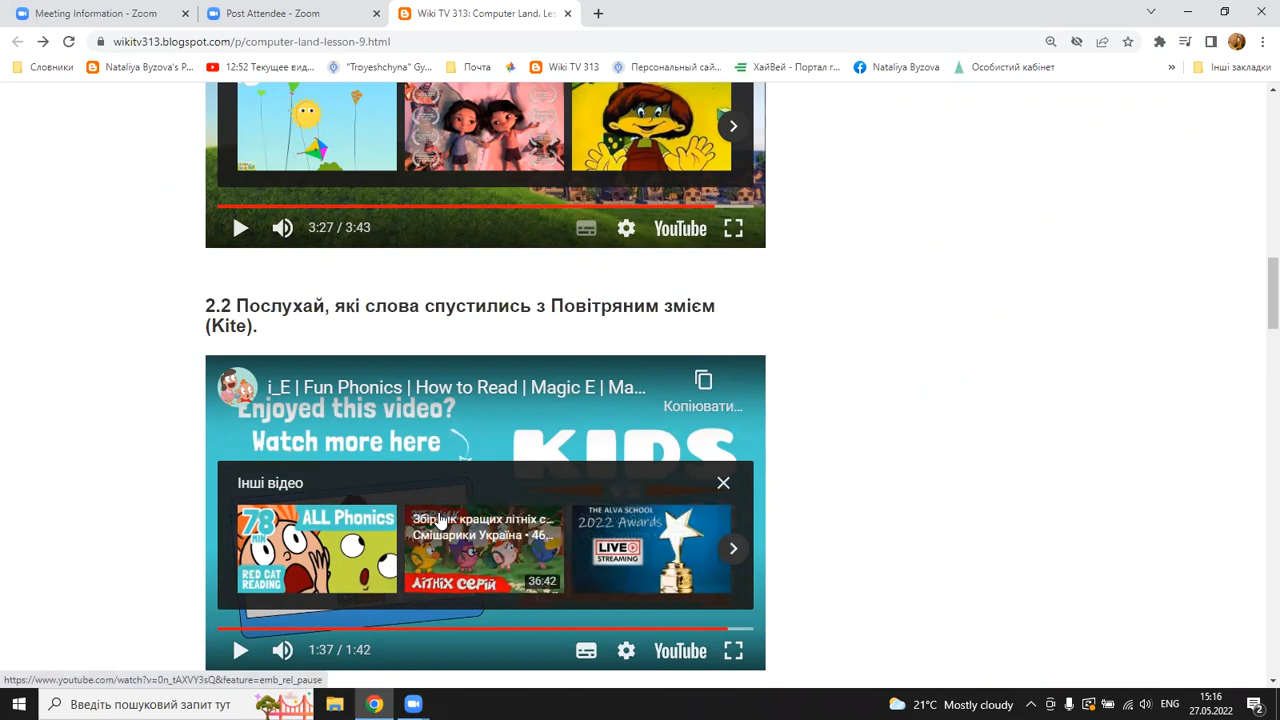 Meeting Information - Zoom
Post Attendee - Zoom
Wiki TV 313: Computer Land. Les
wikitv313.blogspot.com/p/computer-land-lesson-9.html
Словники
Nataliya Byzova's P...
12:52 Текущее вид...
"Troyeshchyna" Gy...
Почта
Wiki TV 313
Персональный сай...
ХайВей - Портал г...
Nataliya Byzova
Особистий кабінет
»
Інші закладки
3:27 / 3:43
YouTube
2.2 Послухай, які слова спустились з Повітряним змієм
(Kite).
i_E | Fun Phonics | How to Read | Magic E | Ma...
Копіювати...
Enjoyed this video?
Watch more here
KIDS
Інші відео
78
MIN
ALL Phonics
RED CAT
READING
Збірник кращих літніх с...
Смішарики Україна • 46...
ЛІТНІХ СЕРІЙ
36:42
THE ALVA SCHOOL
2022 Awards
LIVE
STREAMING
1:37 / 1:42
YouTube
https://www.youtube.com/watch?v=0n_tAXVY3sQ&feature=emb_rel_pause
Введіть пошуковий запит тут
21°C Mostly cloudy
ENG
15:16
27.05.2022
2